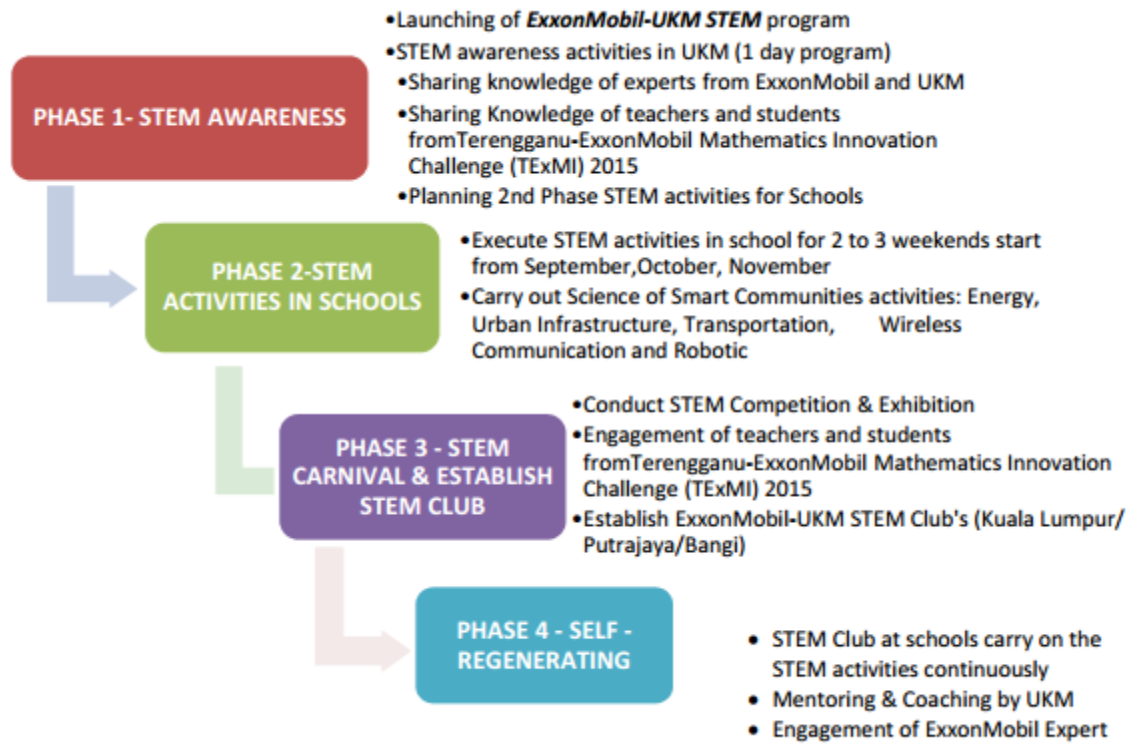 •Launching of ExxonMobil-UKM STEM program
•STEM awareness activities in UKM (1 day program)
•Sharing knowledge of experts from ExxonMobil and UKM
•Sharing Knowledge of teachers and students
fromTerengganu-ExxonMobil Mathematics Innovation
Challenge (TExMI) 2015
•Planning 2nd Phase STEM activities for Schools
PHASE 1- STEM AWARENESS
•Execute STEM activities in school for 2 to 3 weekends start
from September,October, November
•Carry out Science of Smart Communities activities: Energy,
Urban Infrastructure, Transportation, Wireless
Communication and Robotic
PHASE 2-STEM
ACTIVITIES IN SCHOOLS
•Conduct STEM Competition & Exhibition
•Engagement of teachers and students
fromTerengganu-ExxonMobil Mathematics Innovation
Challenge (TExMI) 2015
•Establish ExxonMobil-UKM STEM Club's (Kuala Lumpur/
Putrajaya/Bangi)
PHASE 3 - STEM
CARNIVAL & ESTABLISH
STEM CLUB
PHASE 4 - SELF -
REGENERATING
• STEM Club at schools carry on the
STEM activities continuously
• Mentoring & Coaching by UKM
• Engagement of ExxonMobil Expert